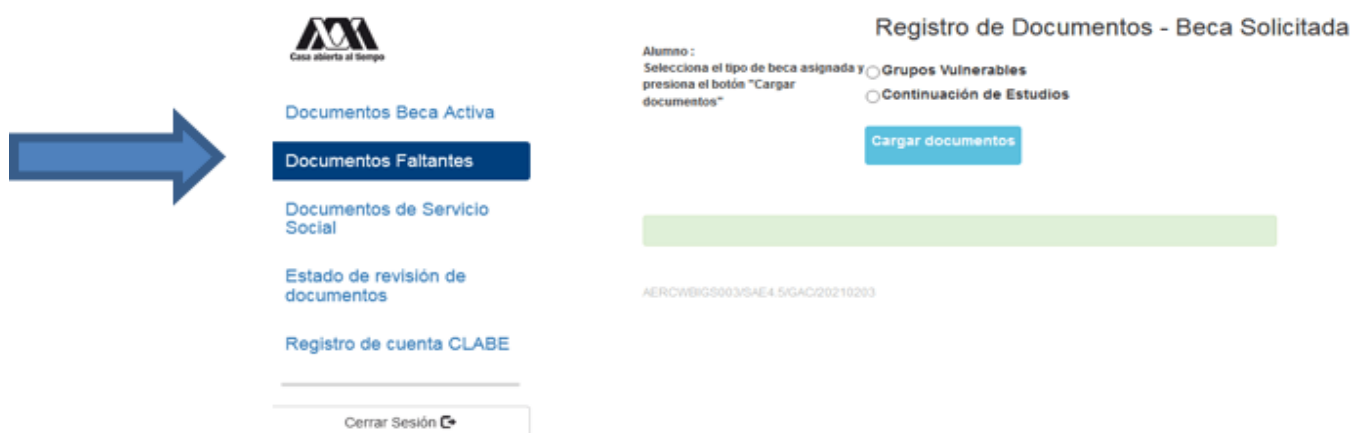 Casa abierta al tiempo
Documentos Beca Activa
Documentos Faltantes
Documentos de Servicio
Social
Estado de revisión de
documentos
Registro de cuenta CLABE
Cerrar Sesión
Registro de Documentos - Beca Solicitada
Alumno :
Selecciona el tipo de beca asignada y
presiona el botón "Cargar
documentos"
Grupos Vulnerables
Continuación de Estudios
Cargar documentos
AERCWBIGS003/SAE4.5/GAC/20210203